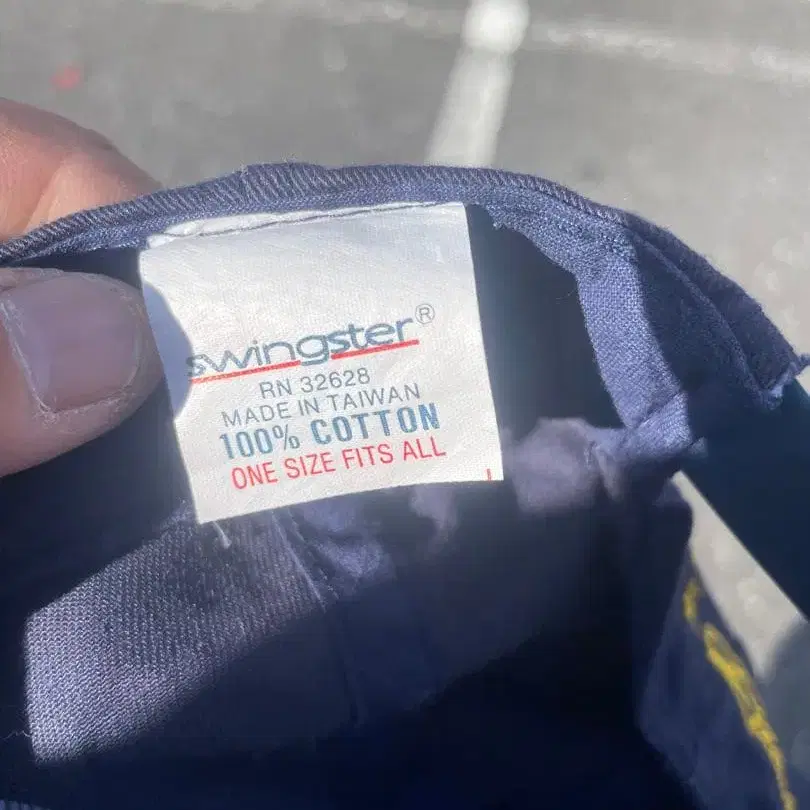 swingster®
RN 32628
MADE IN TAIWAN
100% COTTON
ONE SIZE FITS ALL